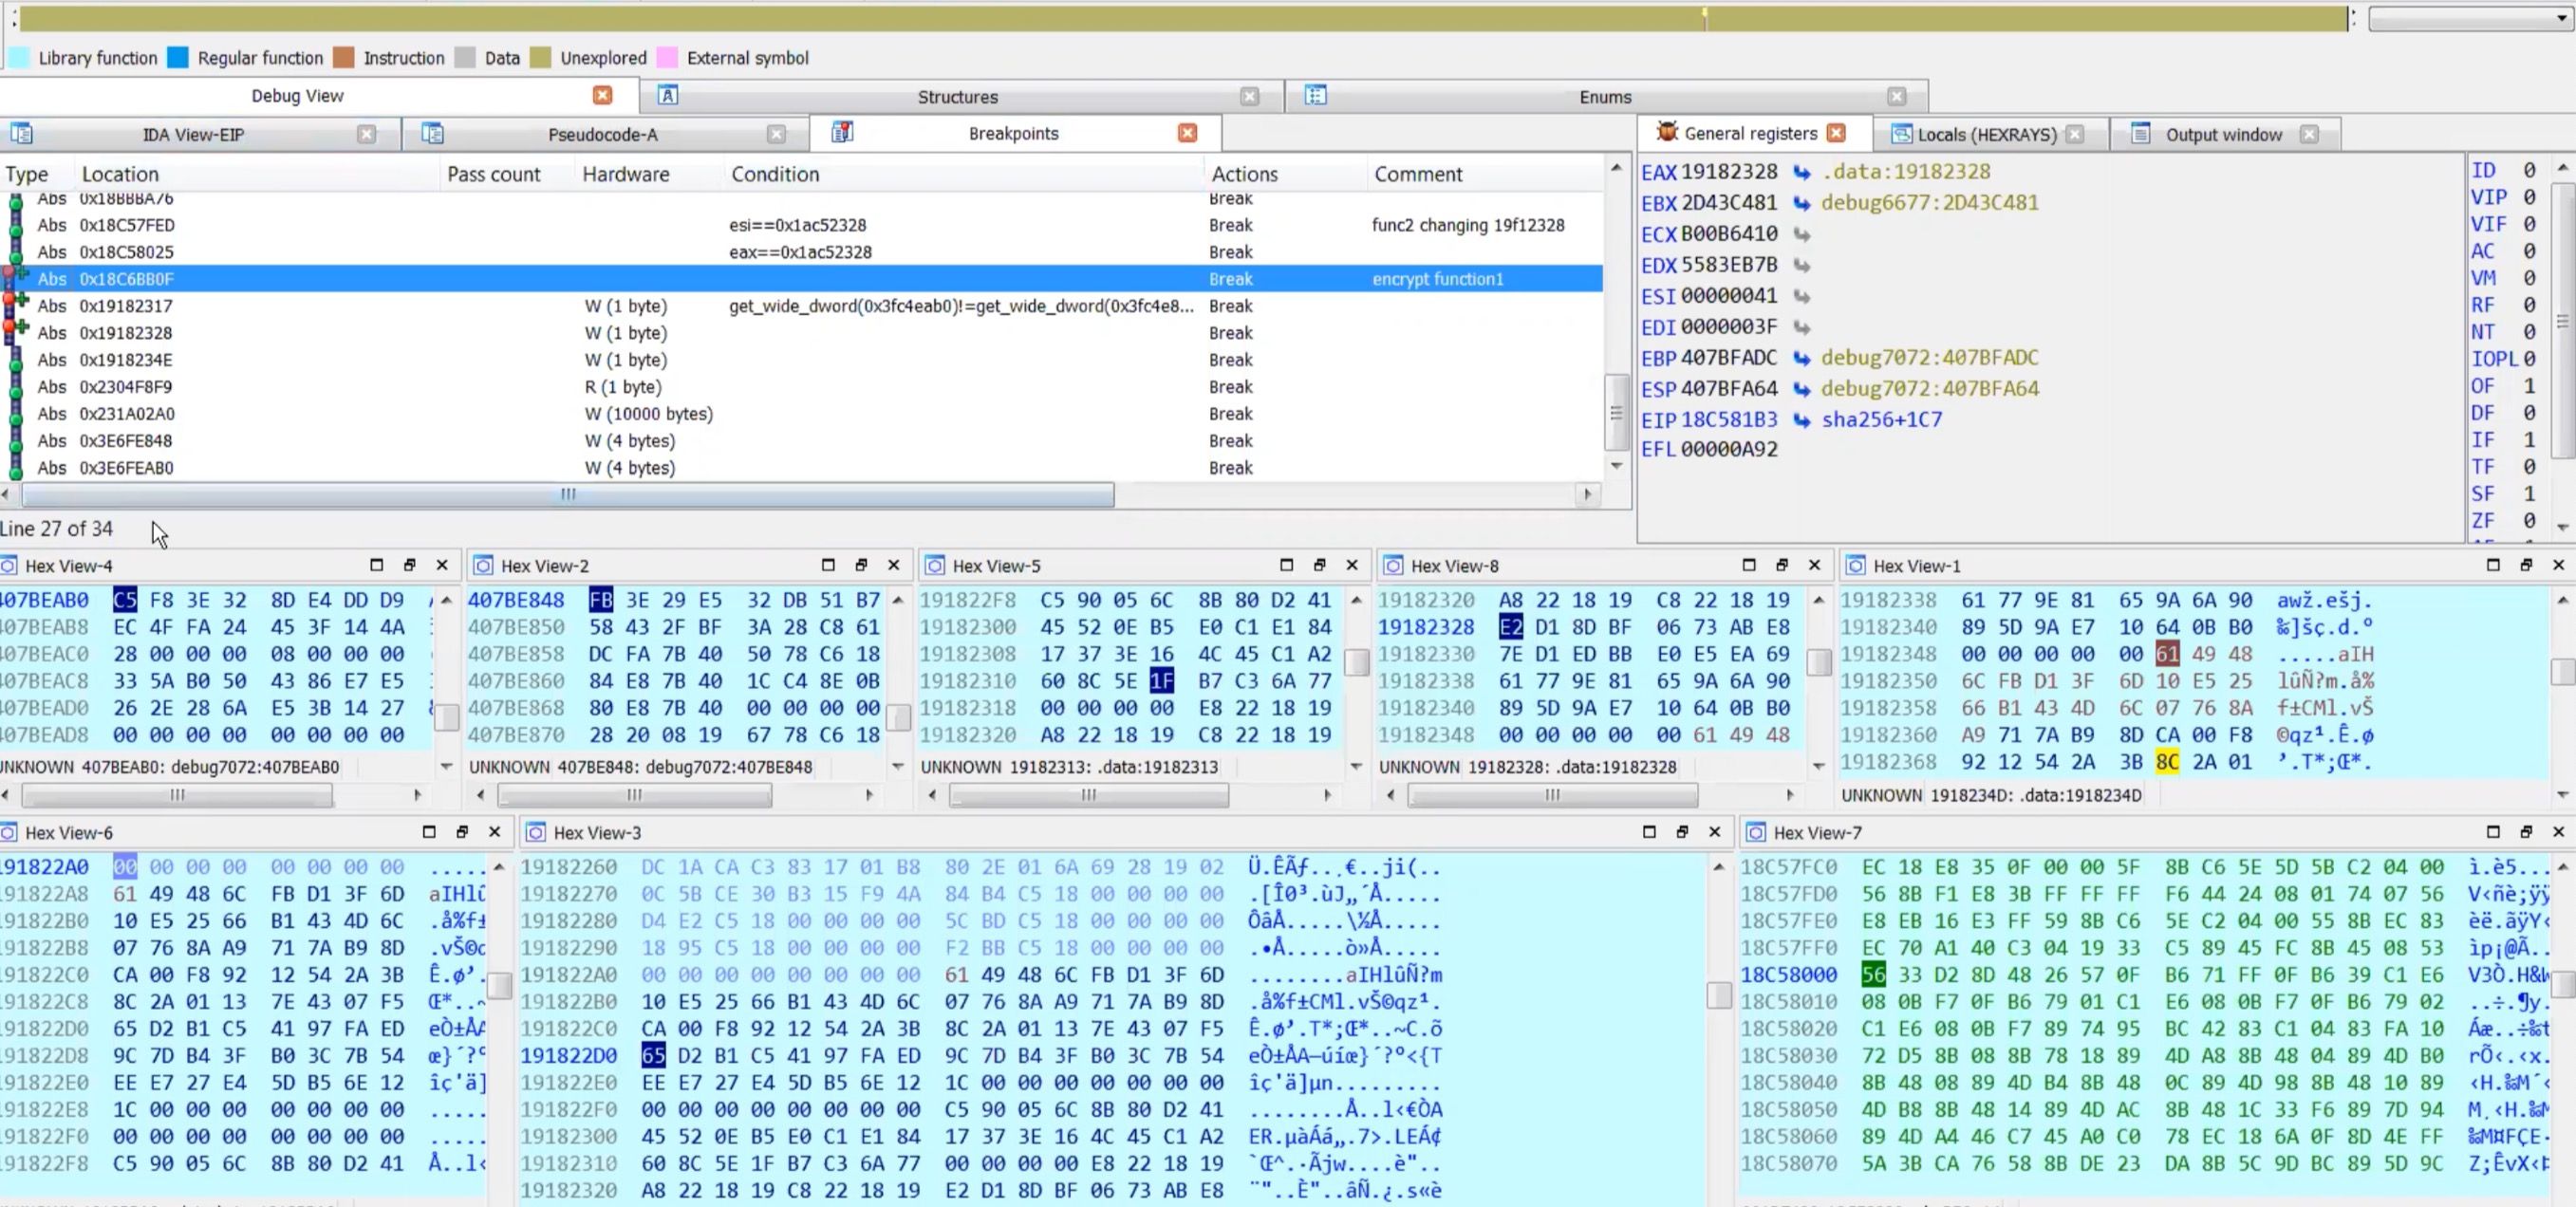 Library function Regular function Instruction Data Unexplored External symbol
Debug View Structures Enums
IDA View-EIP Pseudocode-A Breakpoints
Type Location Pass count Hardware Condition Actions Comment
Abs 0x18BBBA76 Break
Abs 0x18C57FED esi==0x1ac52328 Break func2 changing 19f12328
Abs 0x18C58025 eax==0x1ac52328 Break
Abs 0x18C6BB0F Break encrypt function1
Abs 0x19182317 W (1 byte) get_wide_dword(0x3fc4eab0)!=get_wide_dword(0x3fc4e8... Break
Abs 0x19182328 W (1 byte) Break
Abs 0x1918234E W (1 byte) Break
Abs 0x2304F8F9 R (1 byte) Break
Abs 0x231A02A0 W (10000 bytes) Break
Abs 0x3E6FE848 W (4 bytes) Break
Abs 0x3E6FEAB0 W (4 bytes) Break
Line 27 of 34
General registers Locals (HEXRAYS) Output window
EAX 19182328 .data:19182328
EBX 2D43C481 debug6677:2D43C481
ECX B00B6410
EDX 5583EB7B
ESI 00000041
EDI 0000003F
EBP 407BFADC debug7072:407BFADC
ESP 407BFA64 debug7072:407BFA64
EIP 18C581B3 sha256+1C7
EFL 00000A92
ID 0
VIP 0
VIF 0
AC 0
VM 0
RF 0
NT 0
IOPL 0
OF 1
DF 0
IF 1
TF 0
SF 1
ZF 0
Hex View-4
407BEAB0 C5 F8 3E 32 8D E4 DD D9
407BEAB8 EC 4F FA 24 45 3F 14 4A
407BEAC0 28 00 00 00 08 00 00 00
407BEAC8 33 5A B0 50 43 86 E7 E5
407BEAD0 26 2E 28 6A E5 3B 14 27
407BEAD8 00 00 00 00 00 00 00 00
UNKNOWN 407BEAB0: debug7072:407BEAB0
Hex View-2
407BE848 FB 3E 29 E5 32 DB 51 B7
407BE850 58 43 2F BF 3A 28 C8 61
407BE858 DC FA 7B 40 50 78 C6 18
407BE860 84 E8 7B 40 1C C4 8E 0B
407BE868 80 E8 7B 40 00 00 00 00
407BE870 28 20 08 19 67 78 C6 18
UNKNOWN 407BE848: debug7072:407BE848
Hex View-5
191822F8 C5 90 05 6C 8B 80 D2 41
19182300 45 52 0E B5 E0 C1 E1 84
19182308 17 37 3E 16 4C 45 C1 A2
19182310 60 8C 5E 1F B7 C3 6A 77
19182318 00 00 00 00 E8 22 18 19
19182320 A8 22 18 19 C8 22 18 19
UNKNOWN 19182313: .data:19182313
Hex View-8
19182320 A8 22 18 19 C8 22 18 19
19182328 E2 D1 8D BF 06 73 AB E8
19182330 7E D1 ED BB E0 E5 EA 69
19182338 61 77 9E 81 65 9A 6A 90
19182340 89 5D 9A E7 10 64 0B B0
19182348 00 00 00 00 00 61 49 48
UNKNOWN 19182328: .data:19182328
Hex View-1
19182338 61 77 9E 81 65 9A 6A 90 awž.ešj.
19182340 89 5D 9A E7 10 64 0B B0 ‰]šç.d.°
19182348 00 00 00 00 00 61 49 48 .....aIH
19182350 6C FB D1 3F 6D 10 E5 25 lûÑ?m.å%
19182358 66 B1 43 4D 6C 07 76 8A f±CMl.vŠ
19182360 A9 71 7A B9 8D CA 00 F8 ©qz¹.Ê.ø
19182368 92 12 54 2A 3B 8C 2A 01 ’.T*;Œ*.
UNKNOWN 1918234D: .data:1918234D
Hex View-6
191822A0 00 00 00 00 00 00 00 00 .....
191822A8 61 49 48 6C FB D1 3F 6D aIHlû
191822B0 10 E5 25 66 B1 43 4D 6C .å%f±
191822B8 07 76 8A A9 71 7A B9 8D .vŠ©q
191822C0 CA 00 F8 92 12 54 2A 3B Ê.ø’.
191822C8 8C 2A 01 13 7E 43 07 F5 Œ*..~
191822D0 65 D2 B1 C5 41 97 FA ED eÒ±ÅA
191822D8 9C 7D B4 3F B0 3C 7B 54 œ}´?°
191822E0 EE E7 27 E4 5D B5 6E 12 îç'ä]
191822E8 1C 00 00 00 00 00 00 00 .....
191822F0 00 00 00 00 00 00 00 00 .....
191822F8 C5 90 05 6C 8B 80 D2 41 Å..l‹
Hex View-3
19182260 DC 1A CA C3 83 17 01 B8 80 2E 01 6A 69 28 19 02 Ü.ÊÃƒ..¸€..ji(..
19182270 0C 5B CE 30 B3 15 F9 4A 84 B4 C5 18 00 00 00 00 .[Î0³.ùJ„´Å.....
19182280 D4 E2 C5 18 00 00 00 00 5C BD C5 18 00 00 00 00 ÔâÅ.....\½Å.....
19182290 18 95 C5 18 00 00 00 00 F2 BB C5 18 00 00 00 00 .•Å.....ò»Å.....
191822A0 00 00 00 00 00 00 00 00 61 49 48 6C FB D1 3F 6D ........aIHlûÑ?m
191822B0 10 E5 25 66 B1 43 4D 6C 07 76 8A A9 71 7A B9 8D .å%f±CMl.vŠ©qz¹.
191822C0 CA 00 F8 92 12 54 2A 3B 8C 2A 01 13 7E 43 07 F5 Ê.ø’.T*;Œ*..~C.õ
191822D0 65 D2 B1 C5 41 97 FA ED 9C 7D B4 3F B0 3C 7B 54 eÒ±ÅA—úíœ}´?°<{T
191822E0 EE E7 27 E4 5D B5 6E 12 1C 00 00 00 00 00 00 00 îç'ä]µn.........
191822F0 00 00 00 00 00 00 00 00 C5 90 05 6C 8B 80 D2 41 ........Å..l‹€ÒA
19182300 45 52 0E B5 E0 C1 E1 84 17 37 3E 16 4C 45 C1 A2 ER.µàÁá„.7>.LEÁ¢
19182310 60 8C 5E 1F B7 C3 6A 77 00 00 00 00 E8 22 18 19 `Œ^.·Ãjw....è"..
19182320 A8 22 18 19 C8 22 18 19 E2 D1 8D BF 06 73 AB E8 ¨"..È"..âÑ.¿.s«è
Hex View-7
18C57FC0 EC 18 E8 35 0F 00 00 5F 8B C6 5E 5D 5B C2 04 00 ì.è5...
18C57FD0 56 8B F1 E8 3B FF FF FF F6 44 24 08 01 74 07 56 V‹ñè;ÿÿ
18C57FE0 E8 EB 16 E3 FF 59 8B C6 5E C2 04 00 55 8B EC 83 èë.ãÿY‹
18C57FF0 EC 70 A1 40 C3 04 19 33 C5 89 45 FC 8B 45 08 53 ìp¡@Ã..
18C58000 56 33 D2 8D 48 26 57 0F B6 71 FF 0F B6 39 C1 E6 V3Ò.H&W
18C58010 08 0B F7 0F B6 79 01 C1 E6 08 0B F7 0F B6 79 02 ..÷.¶y.
18C58020 C1 E6 08 0B F7 89 74 95 BC 42 83 C1 04 83 FA 10 Áæ..÷‰t
18C58030 72 D5 8B 08 8B 78 18 89 4D A8 8B 48 04 89 4D B0 rÕ‹.‹x.
18C58040 8B 48 08 89 4D B4 8B 48 0C 89 4D 98 8B 48 10 89 ‹H.‰M´‹
18C58050 4D B8 8B 48 14 89 4D AC 8B 48 1C 33 F6 89 7D 94 M¸‹H.‰M
18C58060 89 4D A4 46 C7 45 A0 C0 78 EC 18 6A 0F 8D 4E FF ‰M¤FÇE
18C58070 5A 3B CA 76 58 8B DE 23 DA 8B 5C 9D BC 89 5D 9C Z;ÊvX‹Þ